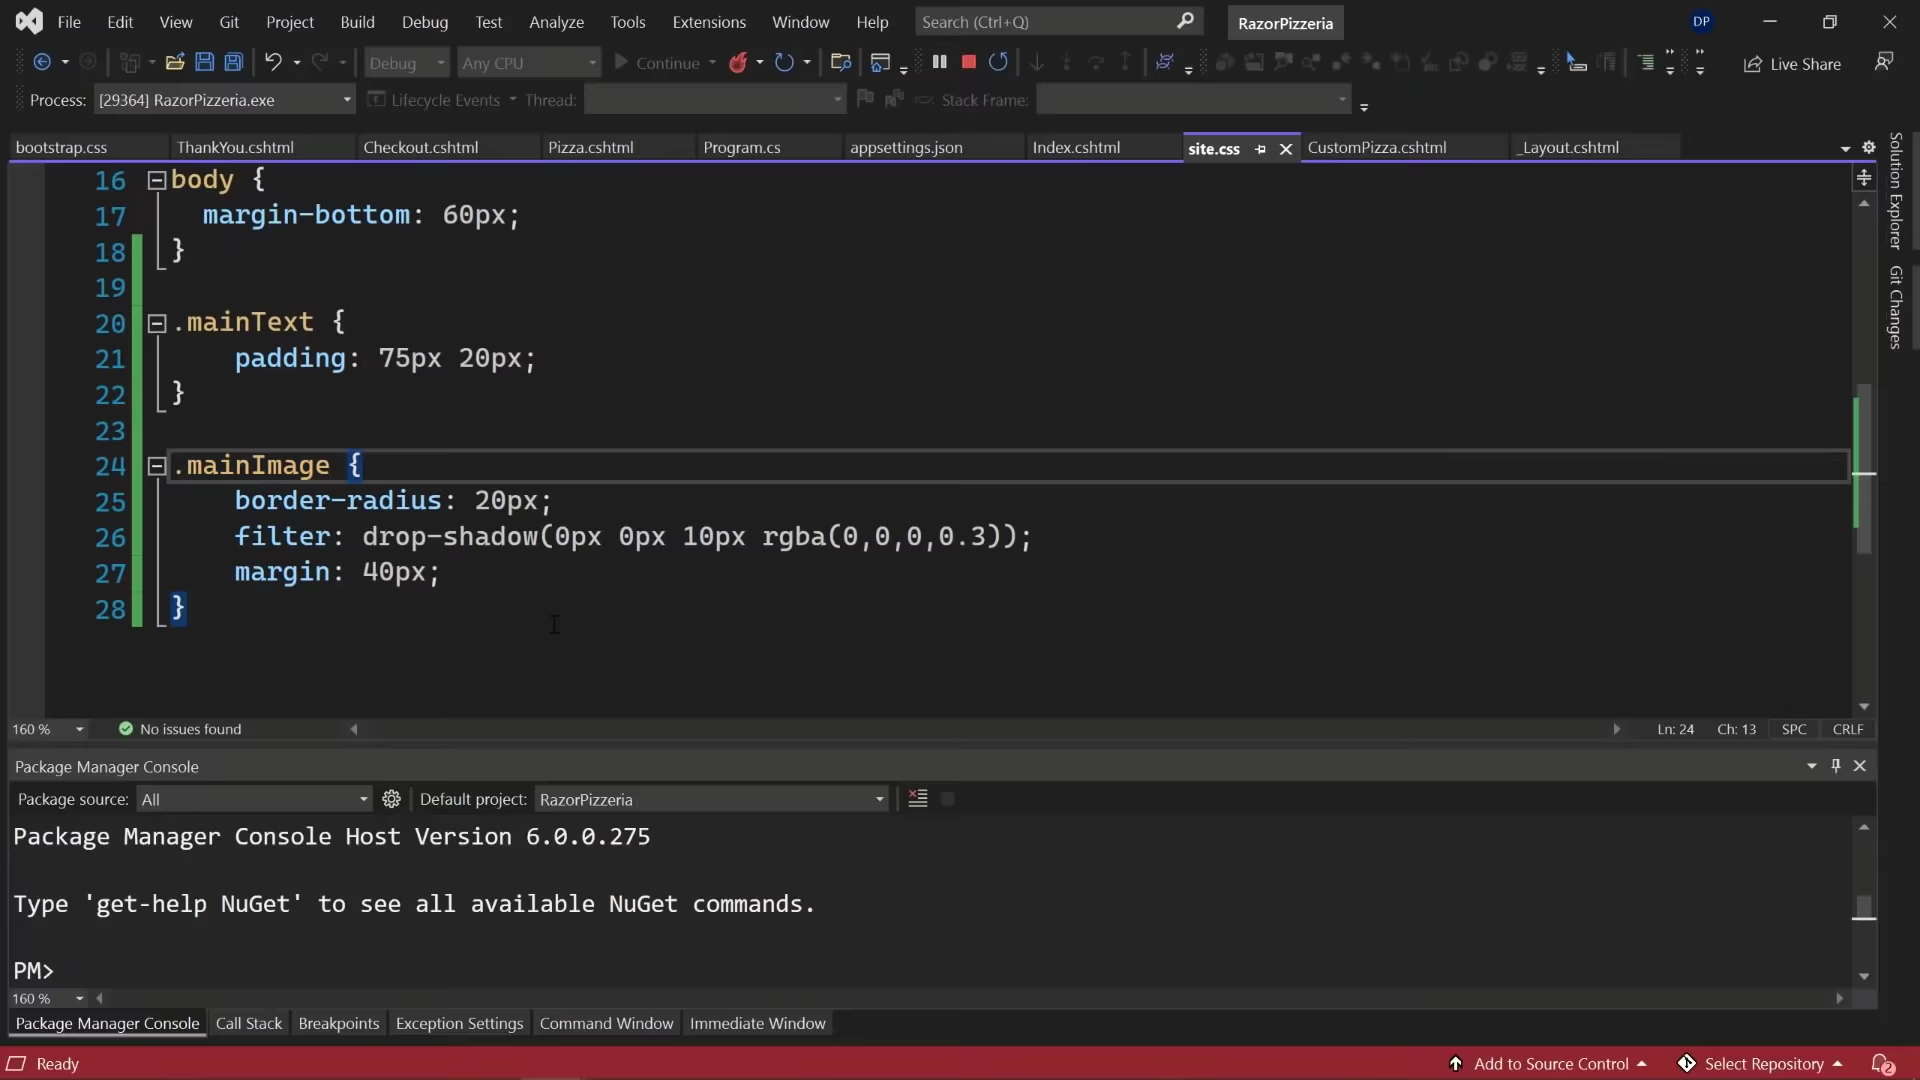 File Edit View Git Project Build Debug Test Analyze Tools Extensions Window Help Search (Ctrl+Q) RazorPizzeria DP
Debug Any CPU Continue Live Share
Process: [29364] RazorPizzeria.exe Lifecycle Events Thread: Stack Frame:
bootstrap.css ThankYou.cshtml Checkout.cshtml Pizza.cshtml Program.cs appsettings.json Index.cshtml site.css CustomPizza.cshtml _Layout.cshtml
Solution Explorer
Git Changes
16 body {
17 margin-bottom: 60px;
18 }
19
20 .mainText {
21 padding: 75px 20px;
22 }
23
24 .mainImage {
25 border-radius: 20px;
26 filter: drop-shadow(0px 0px 10px rgba(0,0,0,0.3));
27 margin: 40px;
28 }
160 % No issues found Ln: 24 Ch: 13 SPC CRLF
Package Manager Console
Package source: All Default project: RazorPizzeria
Package Manager Console Host Version 6.0.0.275
Type 'get-help NuGet' to see all available NuGet commands.
PM>
160 %
Package Manager Console Call Stack Breakpoints Exception Settings Command Window Immediate Window
Ready Add to Source Control Select Repository 2